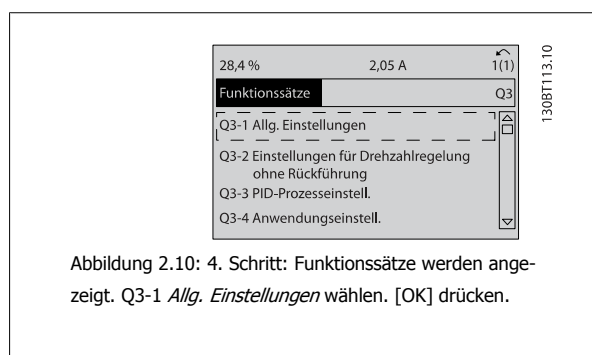 28,4 % 2,05 A 1(1)
Funktionssätze Q3
Q3-1 Allg. Einstellungen
Q3-2 Einstellungen für Drehzahlregelung
ohne Rückführung
Q3-3 PID-Prozesseinstell.
Q3-4 Anwendungseinstell.
130BT113.10
Abbildung 2.10: 4. Schritt: Funktionssätze werden ange-
zeigt. Q3-1 Allg. Einstellungen wählen. [OK] drücken.